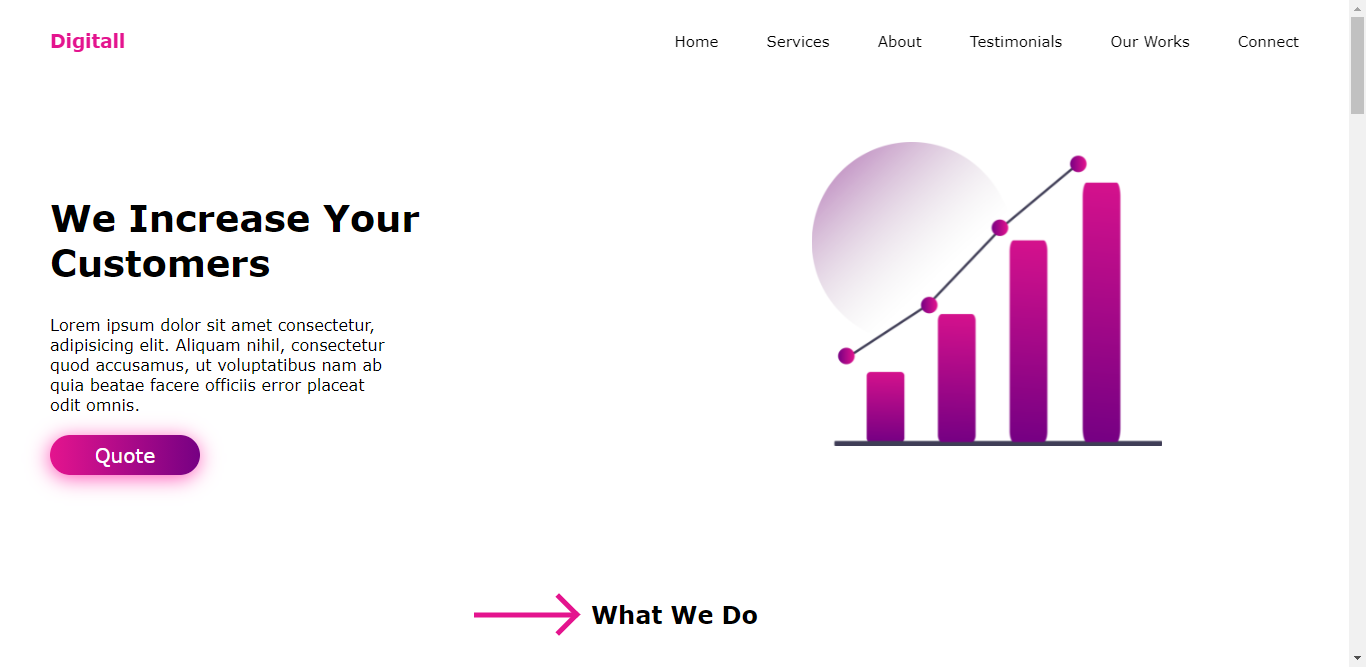 Digitall
Home Services About Testimonials Our Works Connect
We Increase Your
Customers
Lorem ipsum dolor sit amet consectetur,
adipisicing elit. Aliquam nihil, consectetur
quod accusamus, ut voluptatibus nam ab
quia beatae facere officiis error placeat
odit omnis.
Quote
What We Do